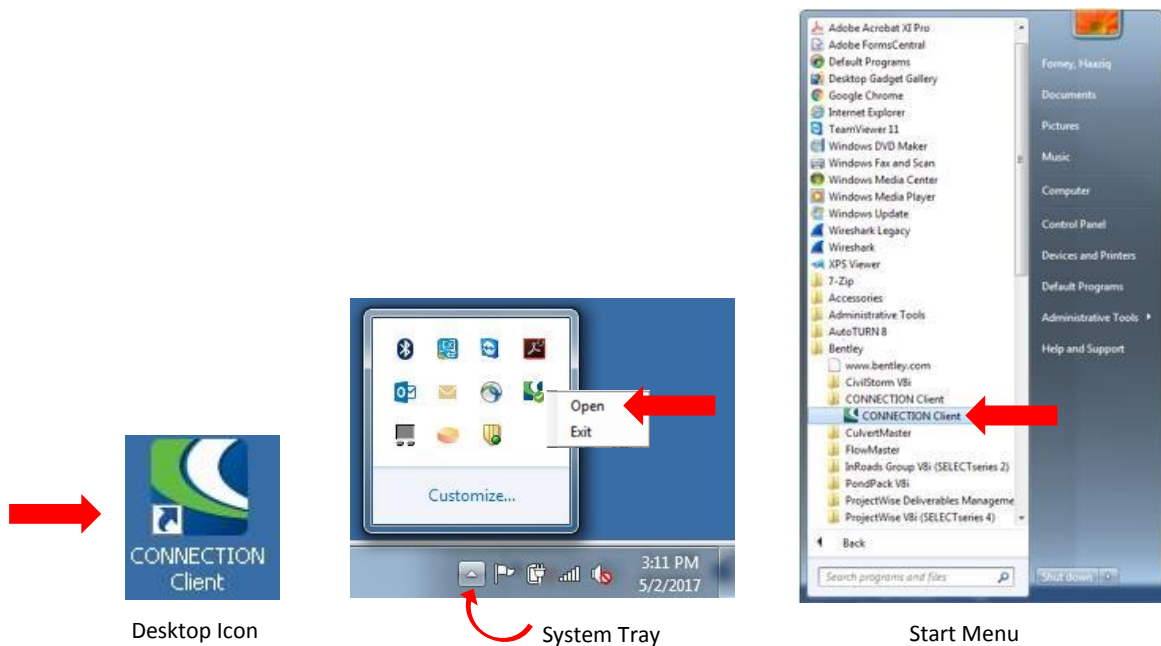 CONNECTION
Client
Desktop Icon
Open
Exit
Customize...
3:11 PM
5/2/2017
System Tray
Adobe Acrobat XI Pro
Adobe FormsCentral
Default Programs
Desktop Gadget Gallery
Google Chrome
Internet Explorer
TeamViewer 11
Windows DVD Maker
Windows Fax and Scan
Windows Media Center
Windows Media Player
Windows Update
Wireshark Legacy
Wireshark
XPS Viewer
7-Zip
Accessories
Administrative Tools
AutoTURN 8
Bentley
www.bentley.com
CivilStorm V8i
CONNECTION Client
CONNECTION Client
CulvertMaster
FlowMaster
InRoads Group V8i (SELECTseries 2)
PondPack V8i
ProjectWise Deliverables Manageme
ProjectWise V8i (SELECTseries 4)
Back
Search programs and files
Forney, Haaziq
Documents
Pictures
Music
Computer
Control Panel
Devices and Printers
Default Programs
Administrative Tools
Help and Support
Shut down
Start Menu